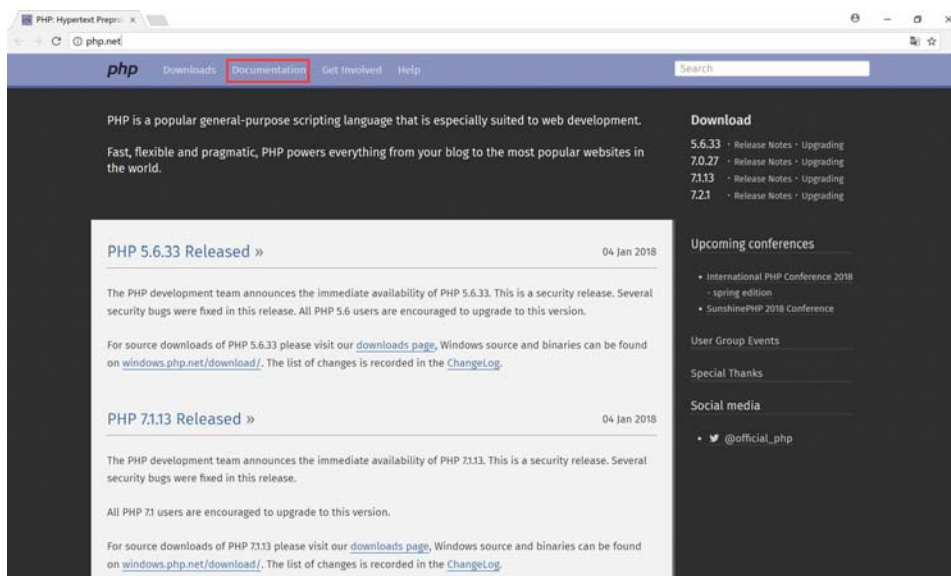 PHP: Hypertext Prepro
php.net
php Downloads Documentation Get Involved Help Search
PHP is a popular general-purpose scripting language that is especially suited to web development.
Fast, flexible and pragmatic, PHP powers everything from your blog to the most popular websites in
the world.
PHP 5.6.33 Released » 04 Jan 2018
The PHP development team announces the immediate availability of PHP 5.6.33. This is a security release. Several
security bugs were fixed in this release. All PHP 5.6 users are encouraged to upgrade to this version.
For source downloads of PHP 5.6.33 please visit our downloads page, Windows source and binaries can be found
on windows.php.net/download/. The list of changes is recorded in the ChangeLog.
PHP 7.1.13 Released » 04 Jan 2018
The PHP development team announces the immediate availability of PHP 7.1.13. This is a security release. Several
security bugs were fixed in this release.
All PHP 7.1 users are encouraged to upgrade to this version.
For source downloads of PHP 7.1.13 please visit our downloads page, Windows source and binaries can be found
on windows.php.net/download/. The list of changes is recorded in the ChangeLog.
Download
5.6.33 · Release Notes · Upgrading
7.0.27 · Release Notes · Upgrading
7.1.13 · Release Notes · Upgrading
7.2.1 · Release Notes · Upgrading
Upcoming conferences
• International PHP Conference 2018
- spring edition
• SunshinePHP 2018 Conference
User Group Events
Special Thanks
Social media
• @official_php